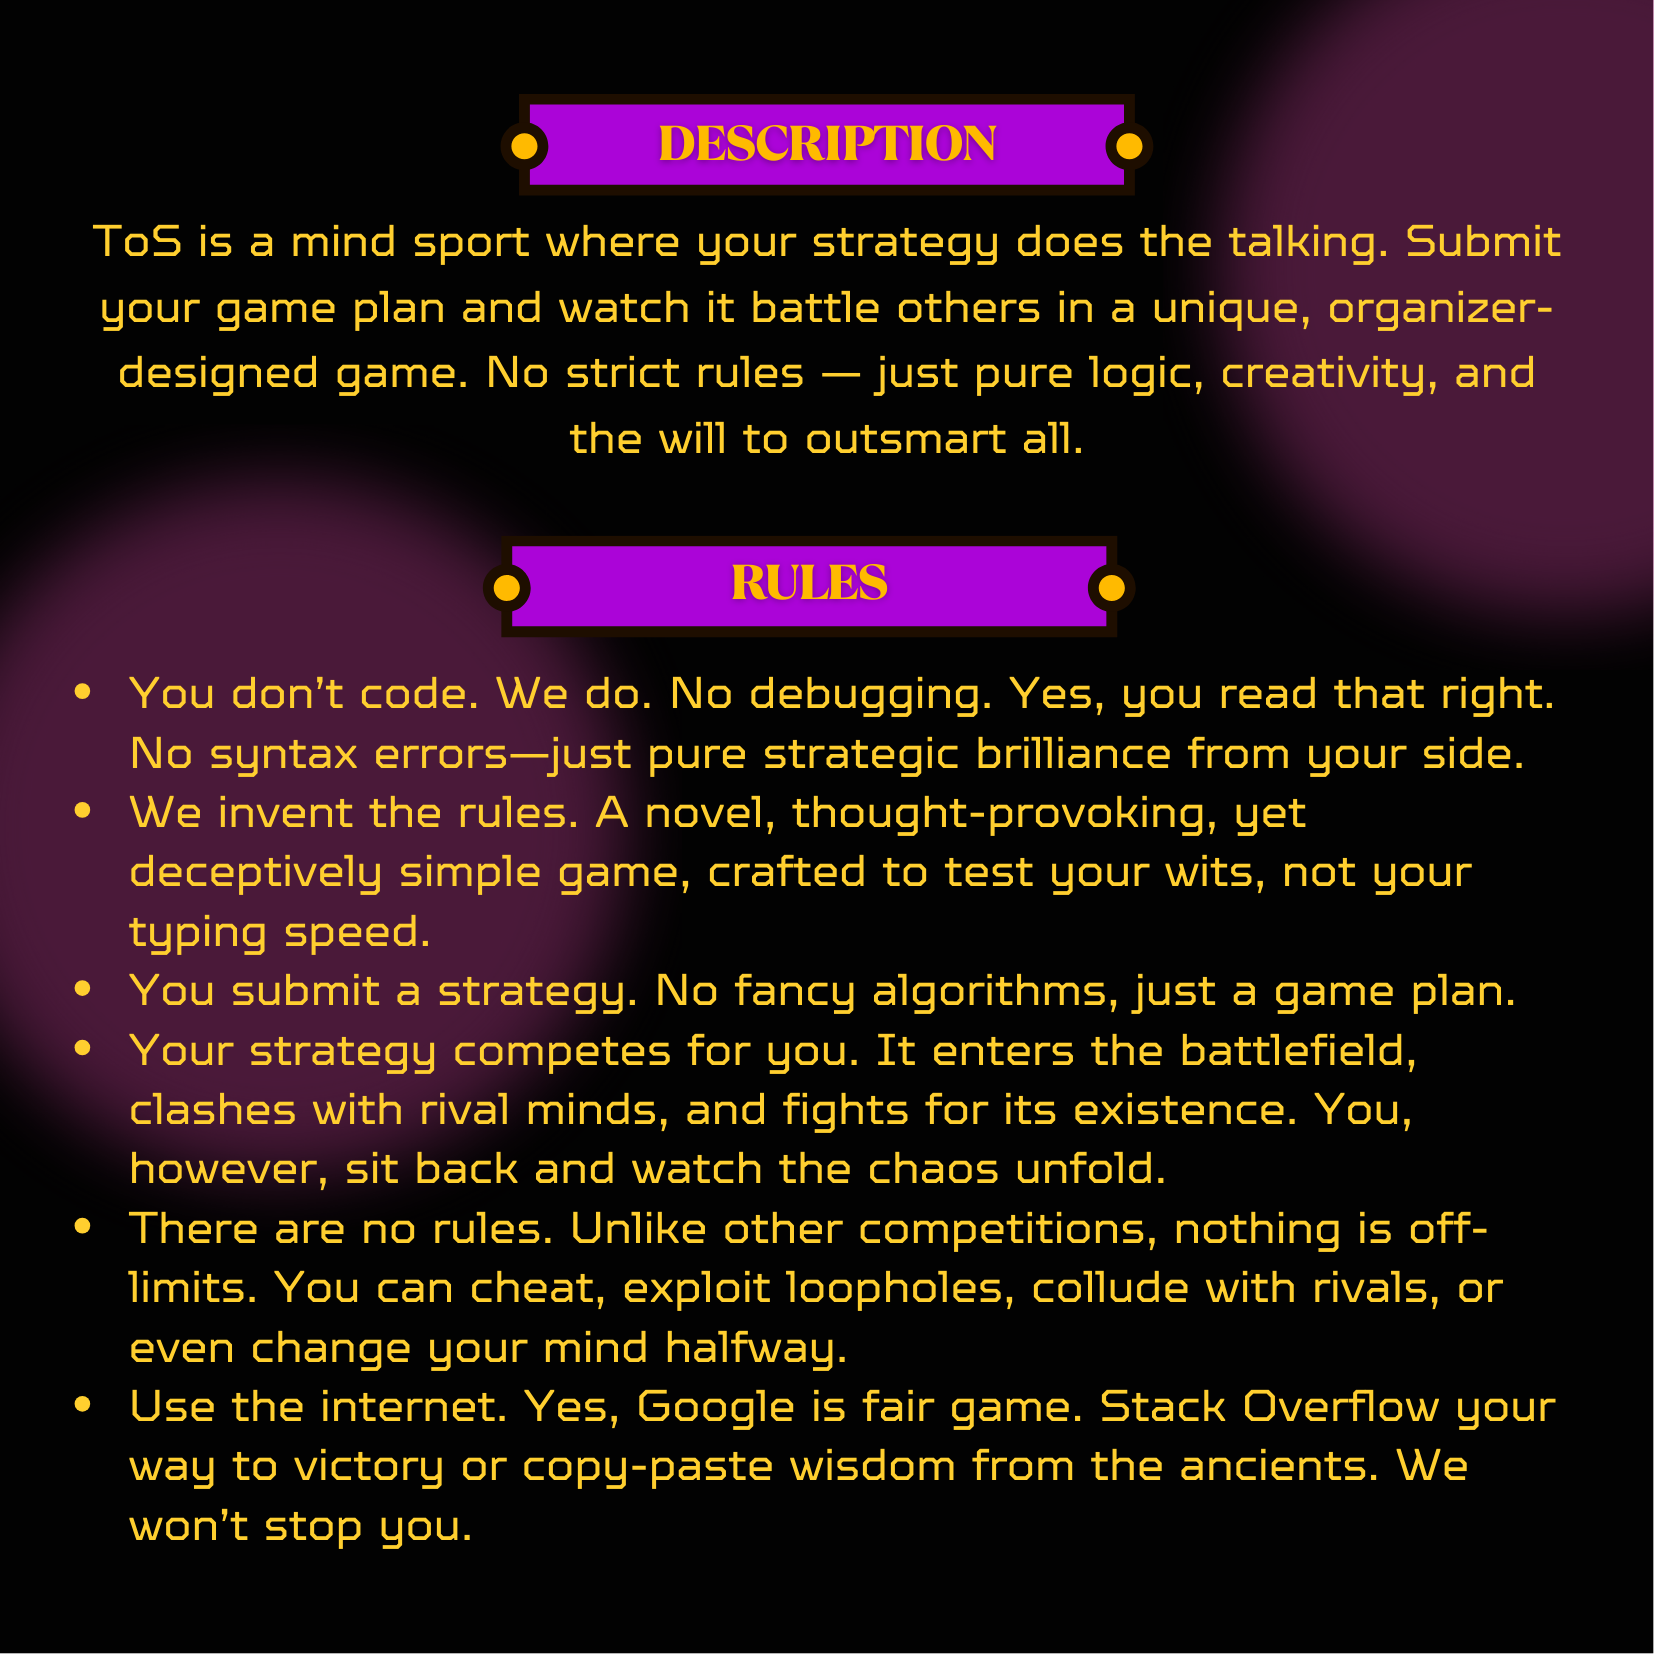 DESCRIPTION
ToS is a mind sport where your strategy does the talking. Submit
your game plan and watch it battle others in a unique, organizer-
designed game. No strict rules — just pure logic, creativity, and
the will to outsmart all.
RULES
• You don’t code. We do. No debugging. Yes, you read that right.
No syntax errors—just pure strategic brilliance from your side.
• We invent the rules. A novel, thought-provoking, yet
deceptively simple game, crafted to test your wits, not your
typing speed.
• You submit a strategy. No fancy algorithms, just a game plan.
• Your strategy competes for you. It enters the battlefield,
clashes with rival minds, and fights for its existence. You,
however, sit back and watch the chaos unfold.
• There are no rules. Unlike other competitions, nothing is off-
limits. You can cheat, exploit loopholes, collude with rivals, or
even change your mind halfway.
• Use the internet. Yes, Google is fair game. Stack Overflow your
way to victory or copy-paste wisdom from the ancients. We
won’t stop you.